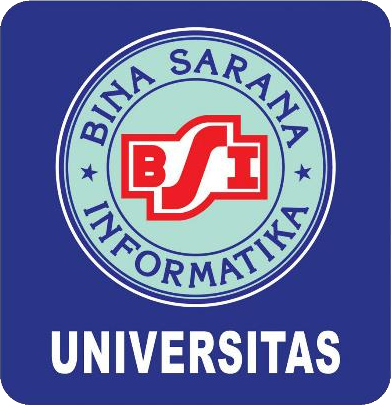 BINA SARANA
BSI
INFORMATIKA
UNIVERSITAS